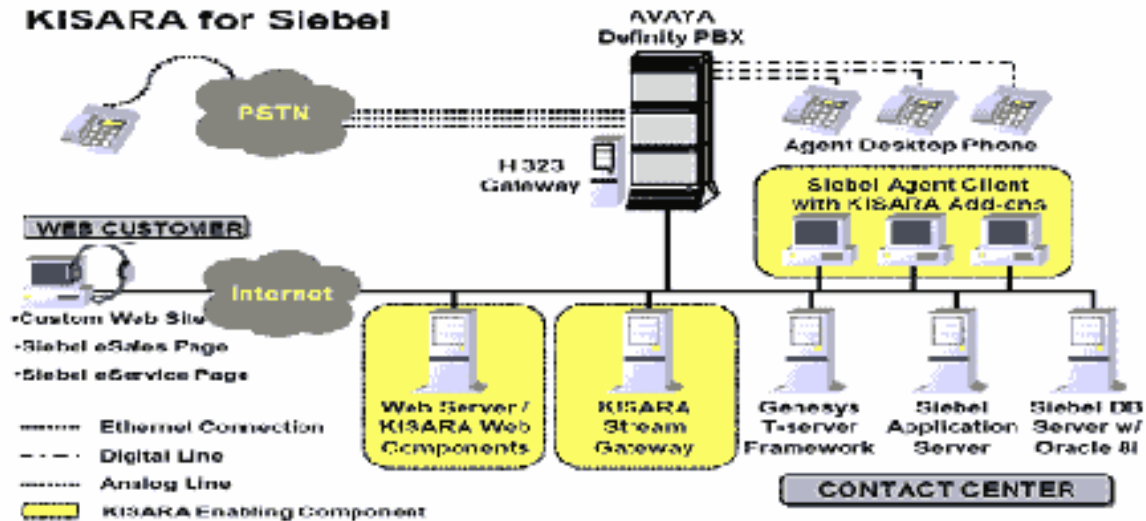 KISARA for Siebel
AVAYA
Definity PBX
PSTN
H 323
Gateway
Agent Desktop Phone
Siebel Agent Client
with KISARA Add-ons
WEB CUSTOMER
Internet
•Custom Web Site
•Siebel eSales Page
•Siebel eService Page
Web Server /
KISARA Web
Components
KISARA
Stream
Gateway
Genesys
T-server
Framework
Siebel
Application
Server
Siebel DB
Server w/
Oracle 8i
Ethernet Connection
Digital Line
Analog Line
KISARA Enabling Component
CONTACT CENTER